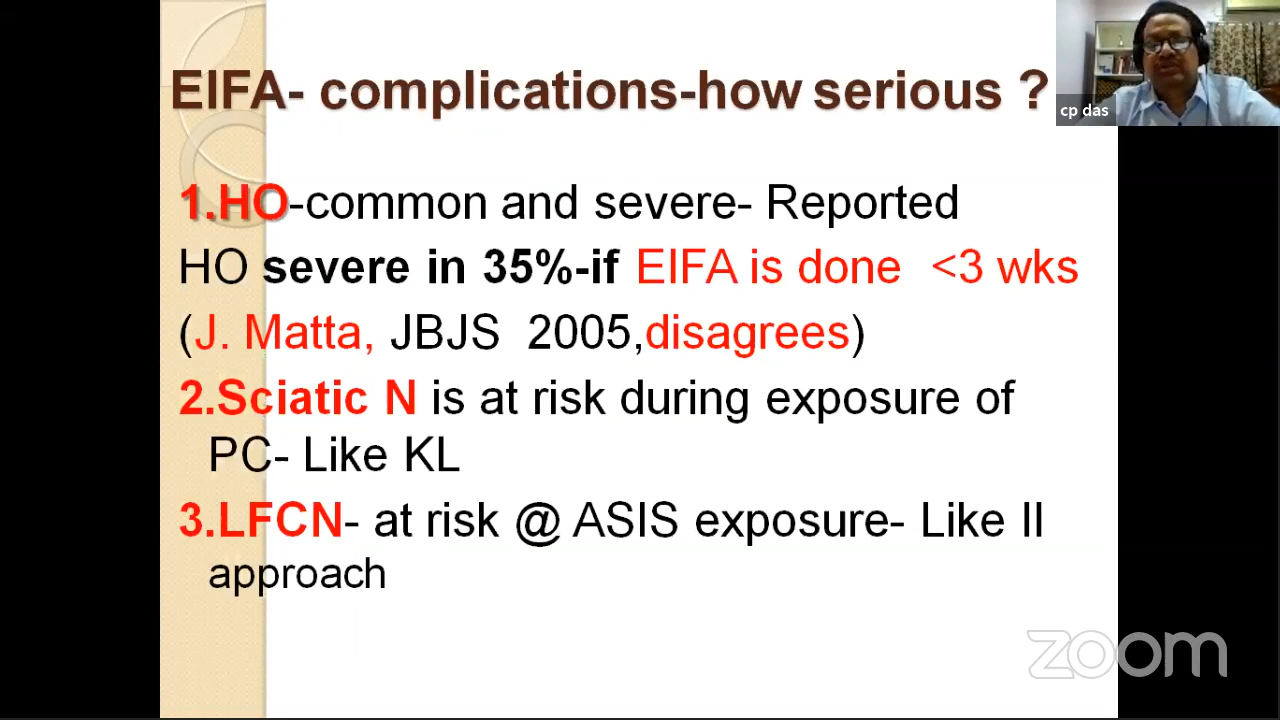 EIFA- complications-how serious ?
cp das
1.HO-common and severe- Reported
HO severe in 35%-if EIFA is done <3 wks
(J. Matta, JBJS 2005,disagrees)
2.Sciatic N is at risk during exposure of
PC- Like KL
3.LFCN- at risk @ ASIS exposure- Like II
approach
zoom